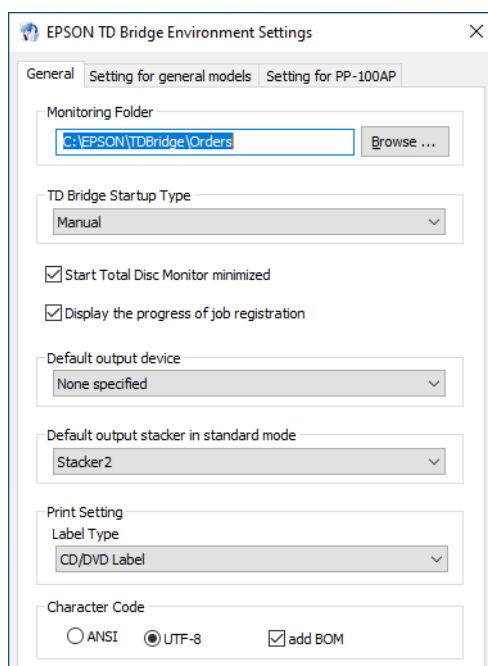 EPSON TD Bridge Environment Settings
General Setting for general models Setting for PP-100AP
Monitoring Folder
C:\EPSON\TDBridge\Orders Browse ...
TD Bridge Startup Type
Manual
Start Total Disc Monitor minimized
Display the progress of job registration
Default output device
None specified
Default output stacker in standard mode
Stacker2
Print Setting
Label Type
CD/DVD Label
Character Code
ANSI UTF-8 add BOM